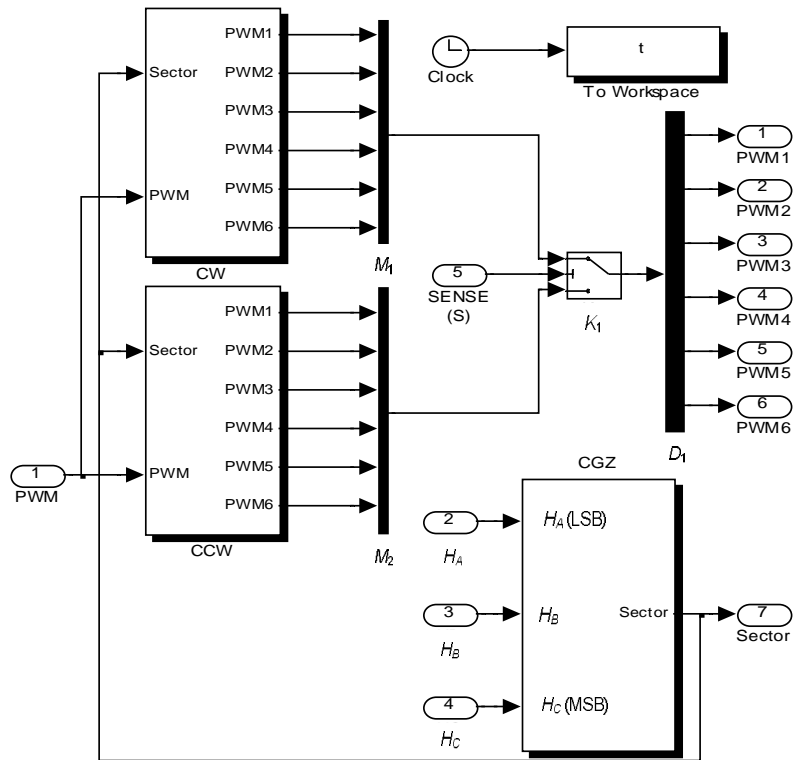 PWM1
Sector
PWM2
PWM3
PWM4
PWM
PWM5
PWM6
CW
M1
Clock
t
To Workspace
1
PWM1
2
PWM2
3
PWM3
4
PWM4
5
PWM5
6
PWM6
D1
5
SENSE
(S)
K1
PWM1
Sector
PWM2
PWM3
PWM4
PWM
PWM5
PWM6
CCW
M2
1
PWM
CGZ
2
HA
HA(LSB)
3
HB
HB
Sector
4
HC
HC(MSB)
7
Sector